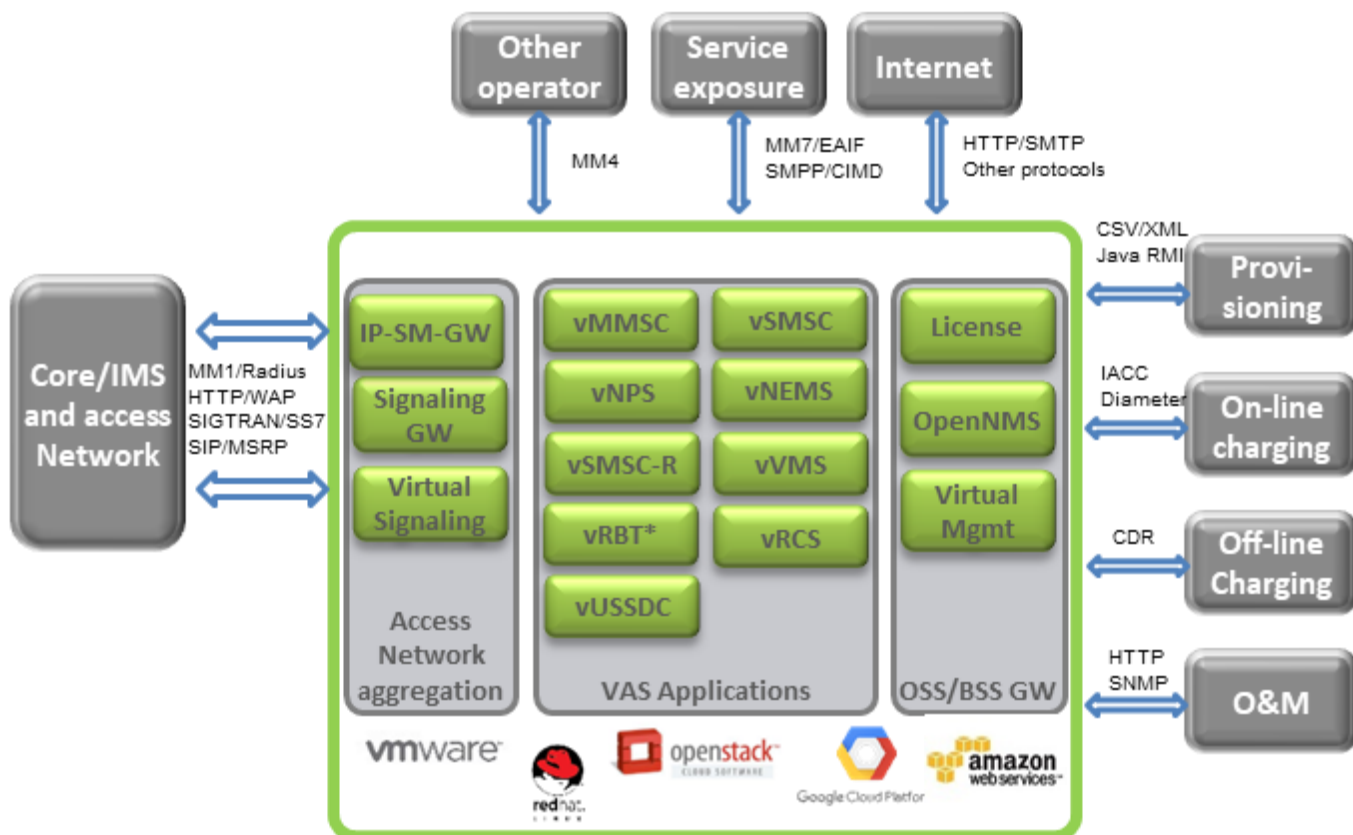 Other
operator
Service
exposure
Internet
MM4
MM7/EAIF
SMPP/CIMD
HTTP/SMTP
Other protocols
CSV/XML
Java RMI
Provi-
sioning
Core/IMS
and access
Network
MM1/Radius
HTTP/WAP
SIGTRAN/SS7
SIP/MSRP
IP-SM-GW
Signaling
GW
Virtual
Signaling
Access
Network
aggregation
vMMSC
vSMSC
vNPS
vNEMS
vSMSC-R
vVMS
vRBT*
vRCS
vUSSDC
VAS Applications
License
OpenNMS
Virtual
Mgmt
OSS/BSS GW
IACC
Diameter
On-line
charging
CDR
Off-line
Charging
HTTP
SNMP
O&M
vmware
redhat.
LINUX
openstack™
CLOUD SOFTWARE
Google Cloud Platfor
amazon
webservices™